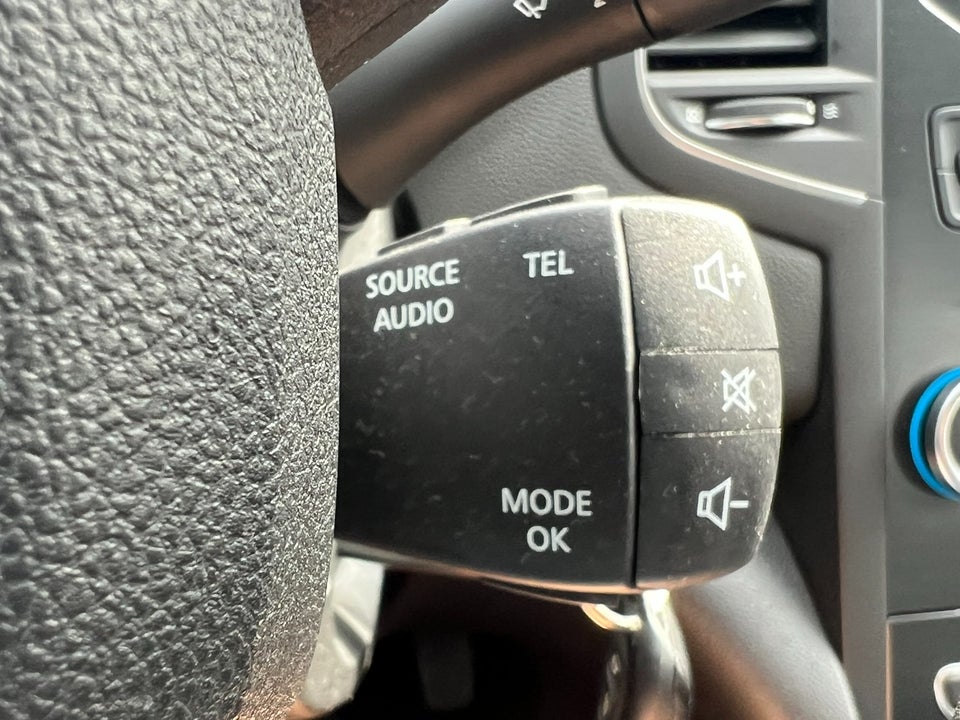 SOURCE
AUDIO
TEL
+
-
MODE
OK